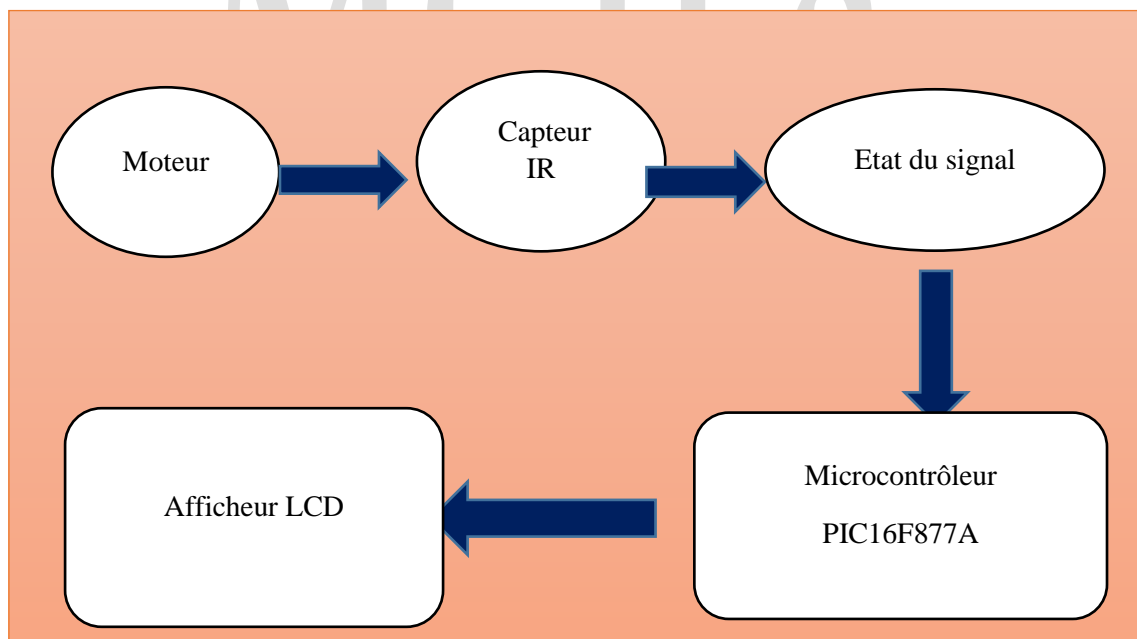 Moteur
Capteur
IR
Etat du signal
Microcontrôleur
PIC16F877A
Afficheur LCD